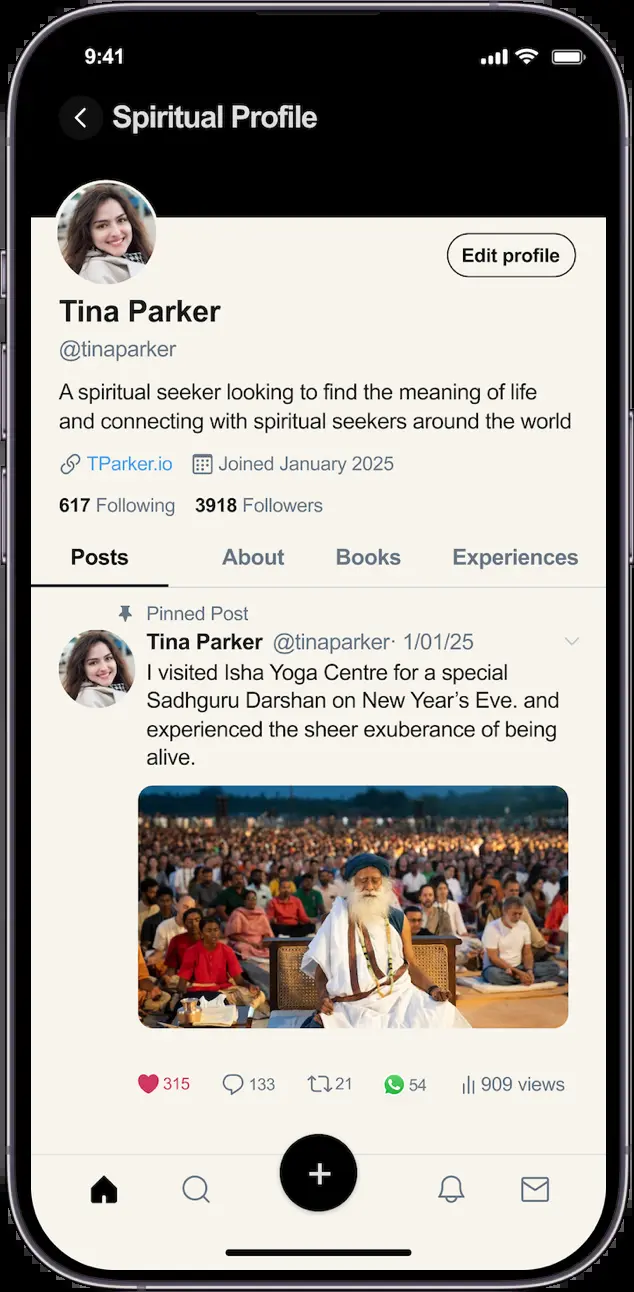 9:41
Spiritual Profile
Edit profile
Tina Parker
@tinaparker
A spiritual seeker looking to find the meaning of life
and connecting with spiritual seekers around the world
TParker.io Joined January 2025
617 Following 3918 Followers
Posts About Books Experiences
Pinned Post
Tina Parker @tinaparker· 1/01/25
I visited Isha Yoga Centre for a special
Sadhguru Darshan on New Year’s Eve. and
experienced the sheer exuberance of being
alive.
315 133 21 54 909 views